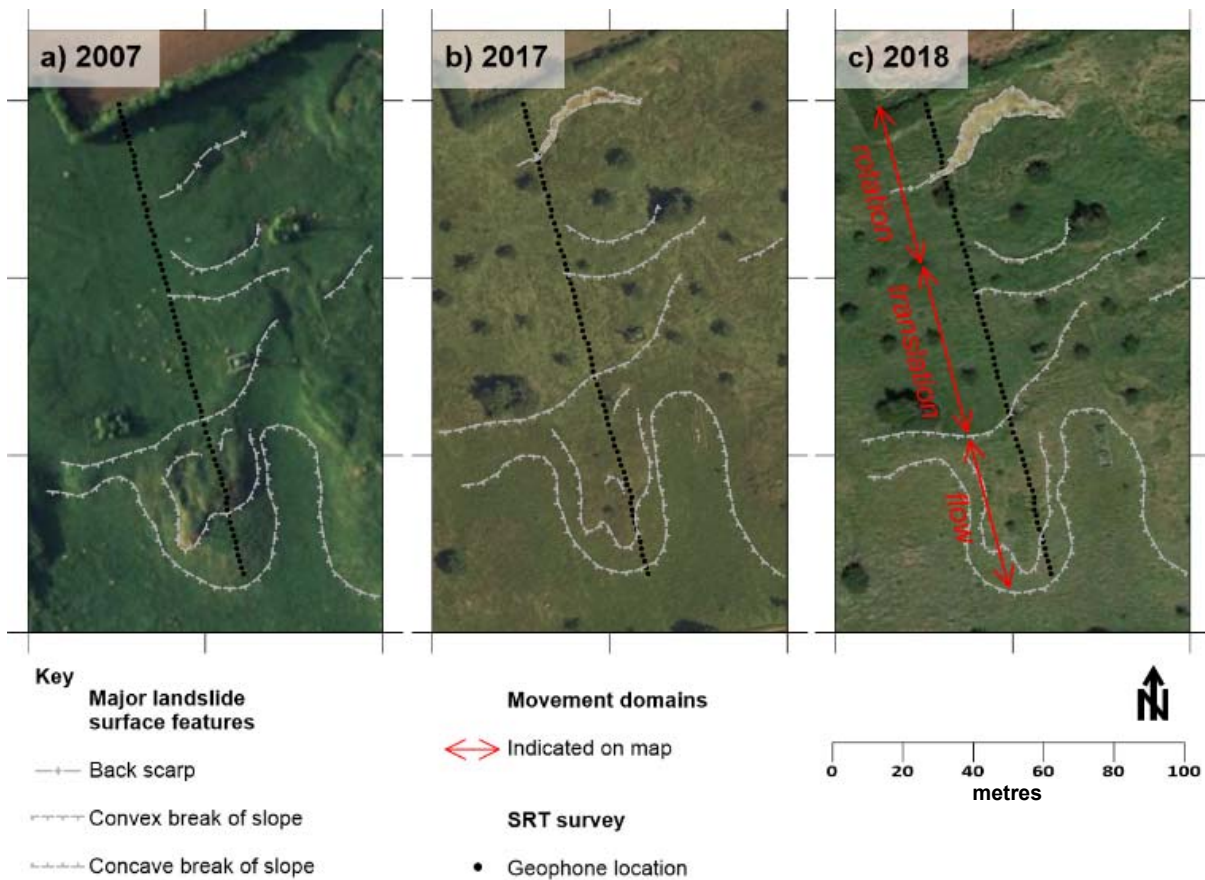 a) 2007
b) 2017
c) 2018
rotation
translation
flow
Key
Major landslide
surface features
Back scarp
Convex break of slope
Concave break of slope
Movement domains
Indicated on map
SRT survey
Geophone location
N
0 20 40 60 80 100
metres